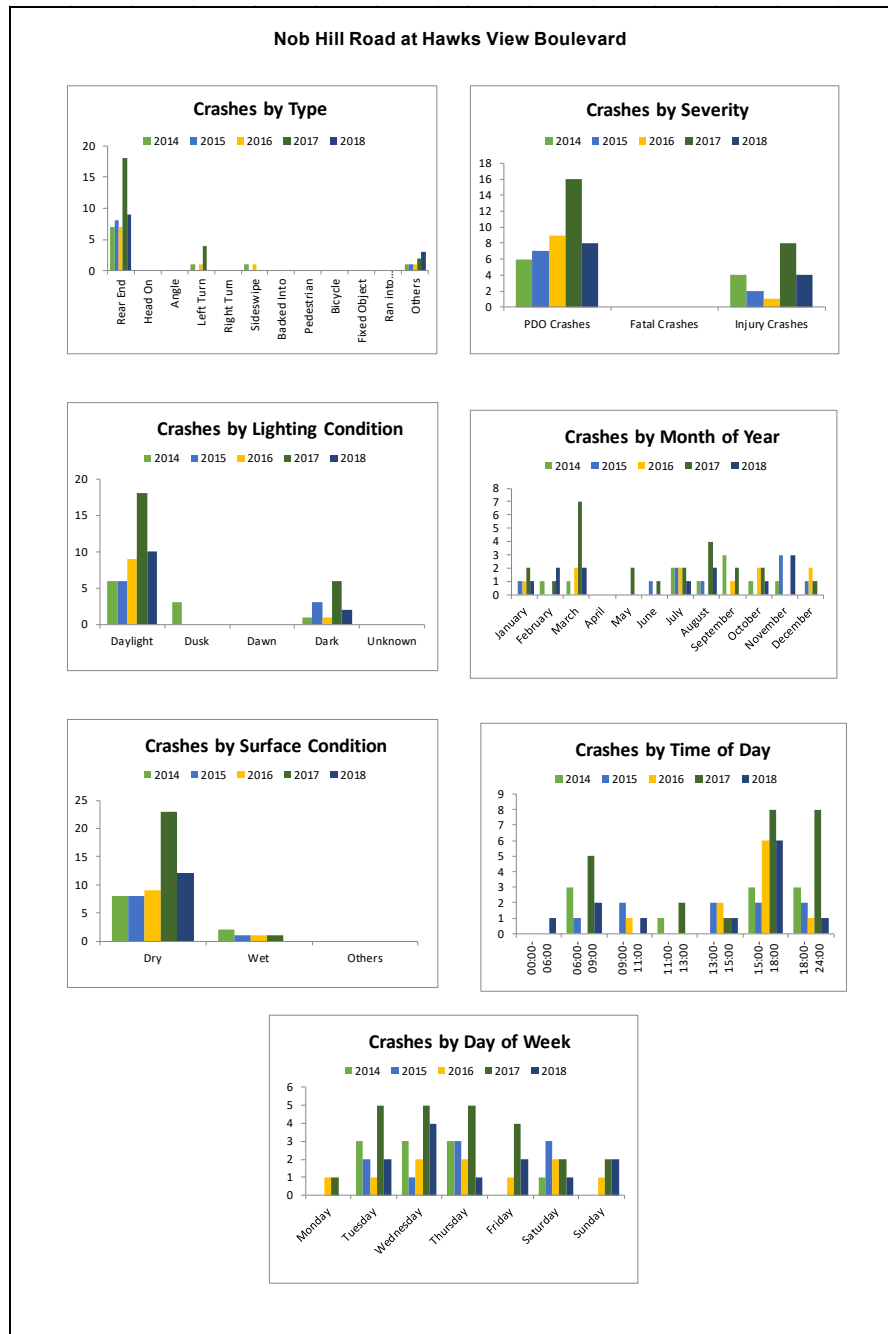 Nob Hill Road at Hawks View Boulevard
Crashes by Type
2014 2015 2016 2017 2018
20
15
10
5
0
Rear End
Head On
Angle
Left Turn
Right Turn
Sideswipe
Backed Into
Pedestrian
Bicycle
Fixed Object
Ran into...
Others
Crashes by Severity
2014 2015 2016 2017 2018
18
16
14
12
10
8
6
4
2
0
PDO Crashes Fatal Crashes Injury Crashes
Crashes by Lighting Condition
2014 2015 2016 2017 2018
20
15
10
5
0
Daylight Dusk Dawn Dark Unknown
Crashes by Month of Year
2014 2015 2016 2017 2018
8
7
6
5
4
3
2
1
0
January
February
March
April
May
June
July
August
September
October
November
December
Crashes by Surface Condition
2014 2015 2016 2017 2018
25
20
15
10
5
0
Dry Wet Others
Crashes by Time of Day
2014 2015 2016 2017 2018
9
8
7
6
5
4
3
2
1
0
00:00-
06:00
06:00-
09:00
09:00-
11:00
11:00-
13:00
13:00-
15:00
15:00-
18:00
18:00-
24:00
Crashes by Day of Week
2014 2015 2016 2017 2018
6
5
4
3
2
1
0
Monday
Tuesday
Wednesday
Thursday
Friday
Saturday
Sunday